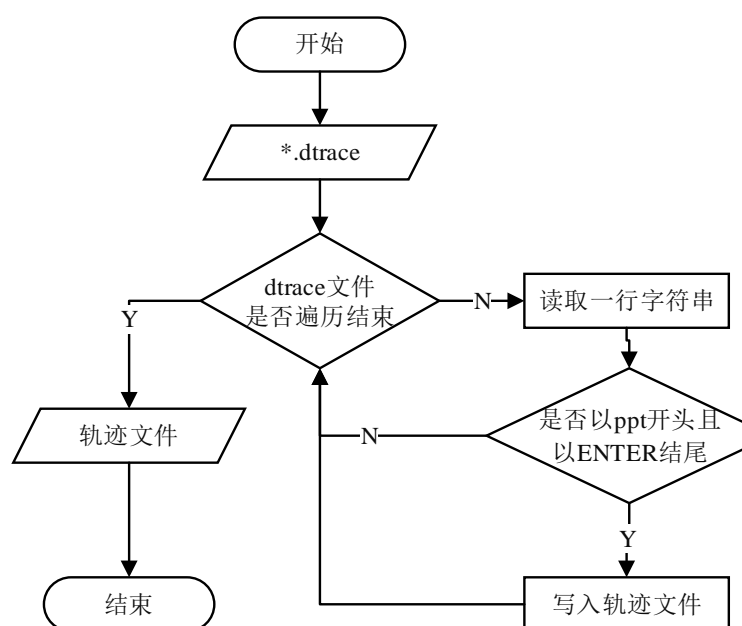 开始
*.dtrace
dtrace文件
是否遍历结束
N
读取一行字符串
Y
轨迹文件
是否以ppt开头且
以ENTER结尾
N
Y
结束
写入轨迹文件